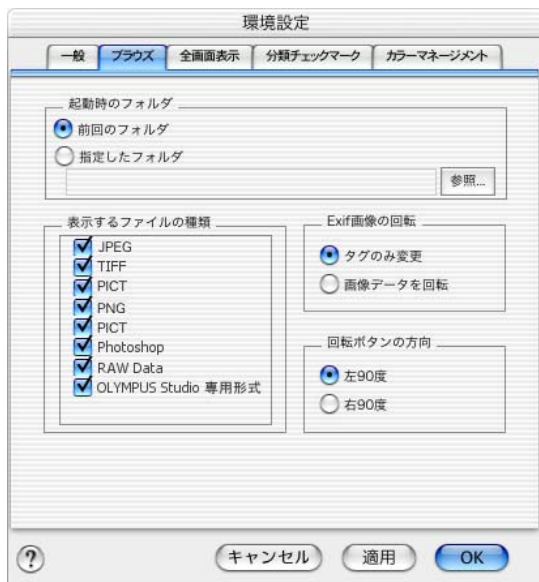 環境設定
一般 ブラウズ 全画面表示 分類チェックマーク カラーマネージメント
起動時のフォルダ
前回のフォルダ
指定したフォルダ
参照...
表示するファイルの種類
JPEG
TIFF
PICT
PNG
PICT
Photoshop
RAW Data
OLYMPUS Studio 専用形式
Exif画像の回転
タグのみ変更
画像データを回転
回転ボタンの方向
左90度
右90度
? キャンセル 適用 OK